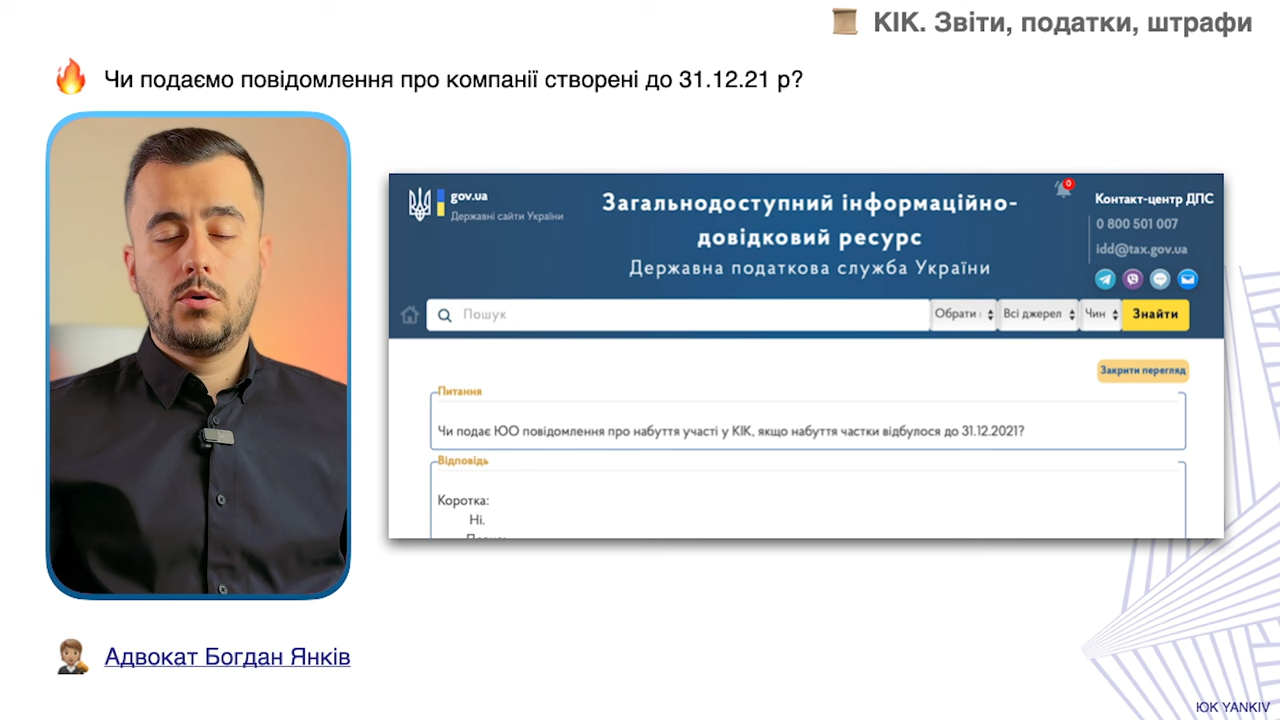 КІК. Звіти, податки, штрафи
Чи подаємо повідомлення про компанії створені до 31.12.21 р?
gov.ua
Державні сайти України
Загальнодоступний інформаційно-
довідковий ресурс
Державна податкова служба України
0
Контакт-центр ДПС
0 800 501 007
idd@tax.gov.ua
Пошук
Обрати
Всі джерел
Чин
Знайти
Закрити перегляд
Питання
Чи подає ЮО повідомлення про набуття участі у КІК, якщо набуття частки відбулося до 31.12.2021?
Відповідь
Коротка:
Ні.
Адвокат Богдан Янків
ЮК YANKIV